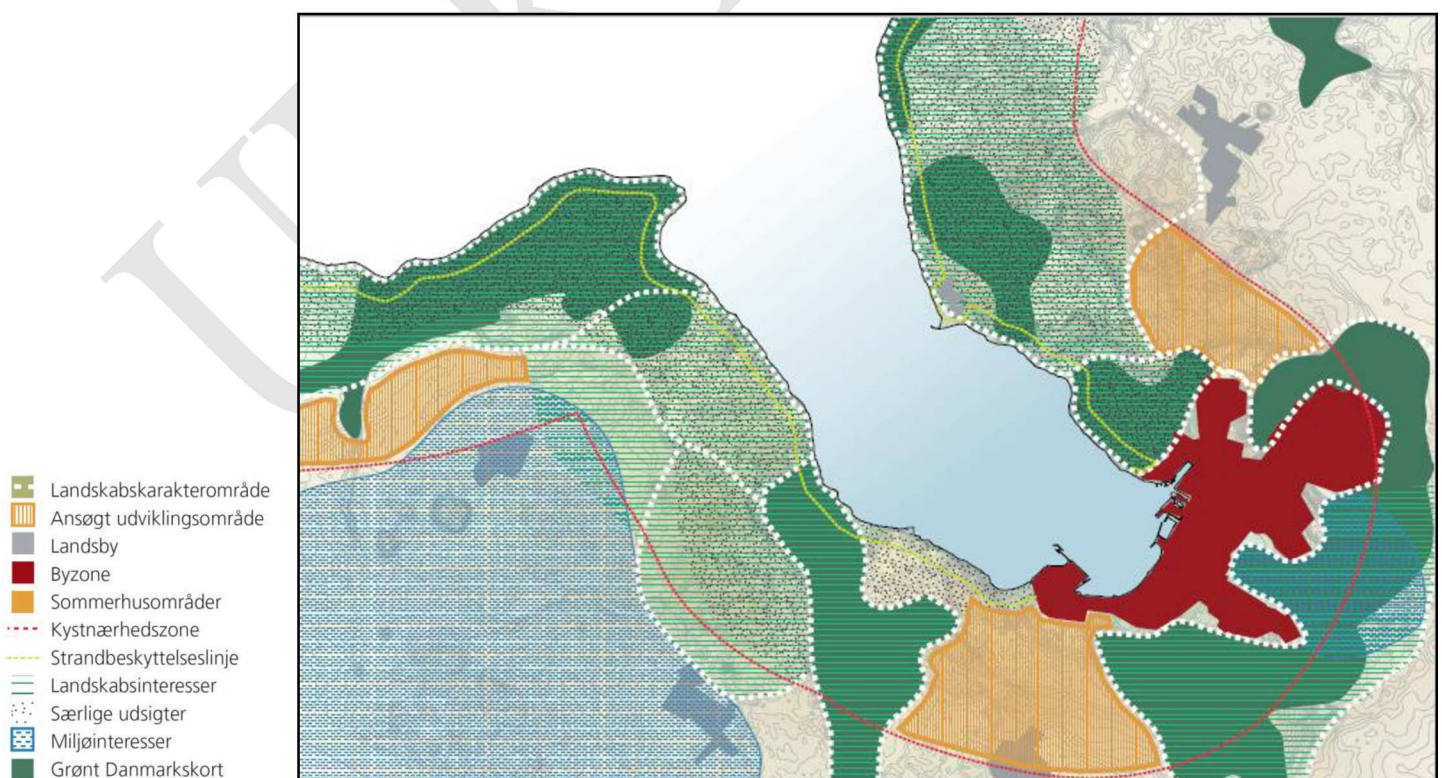 Landskabskarakterområde
Ansøgt udviklingsområde
Landsby
Byzone
Sommerhusområder
Kystnærhedszone
Strandbeskyttelseslinje
Landskabsinteresser
Særlige udsigter
Miljøinteresser
Grønt Danmarkskort